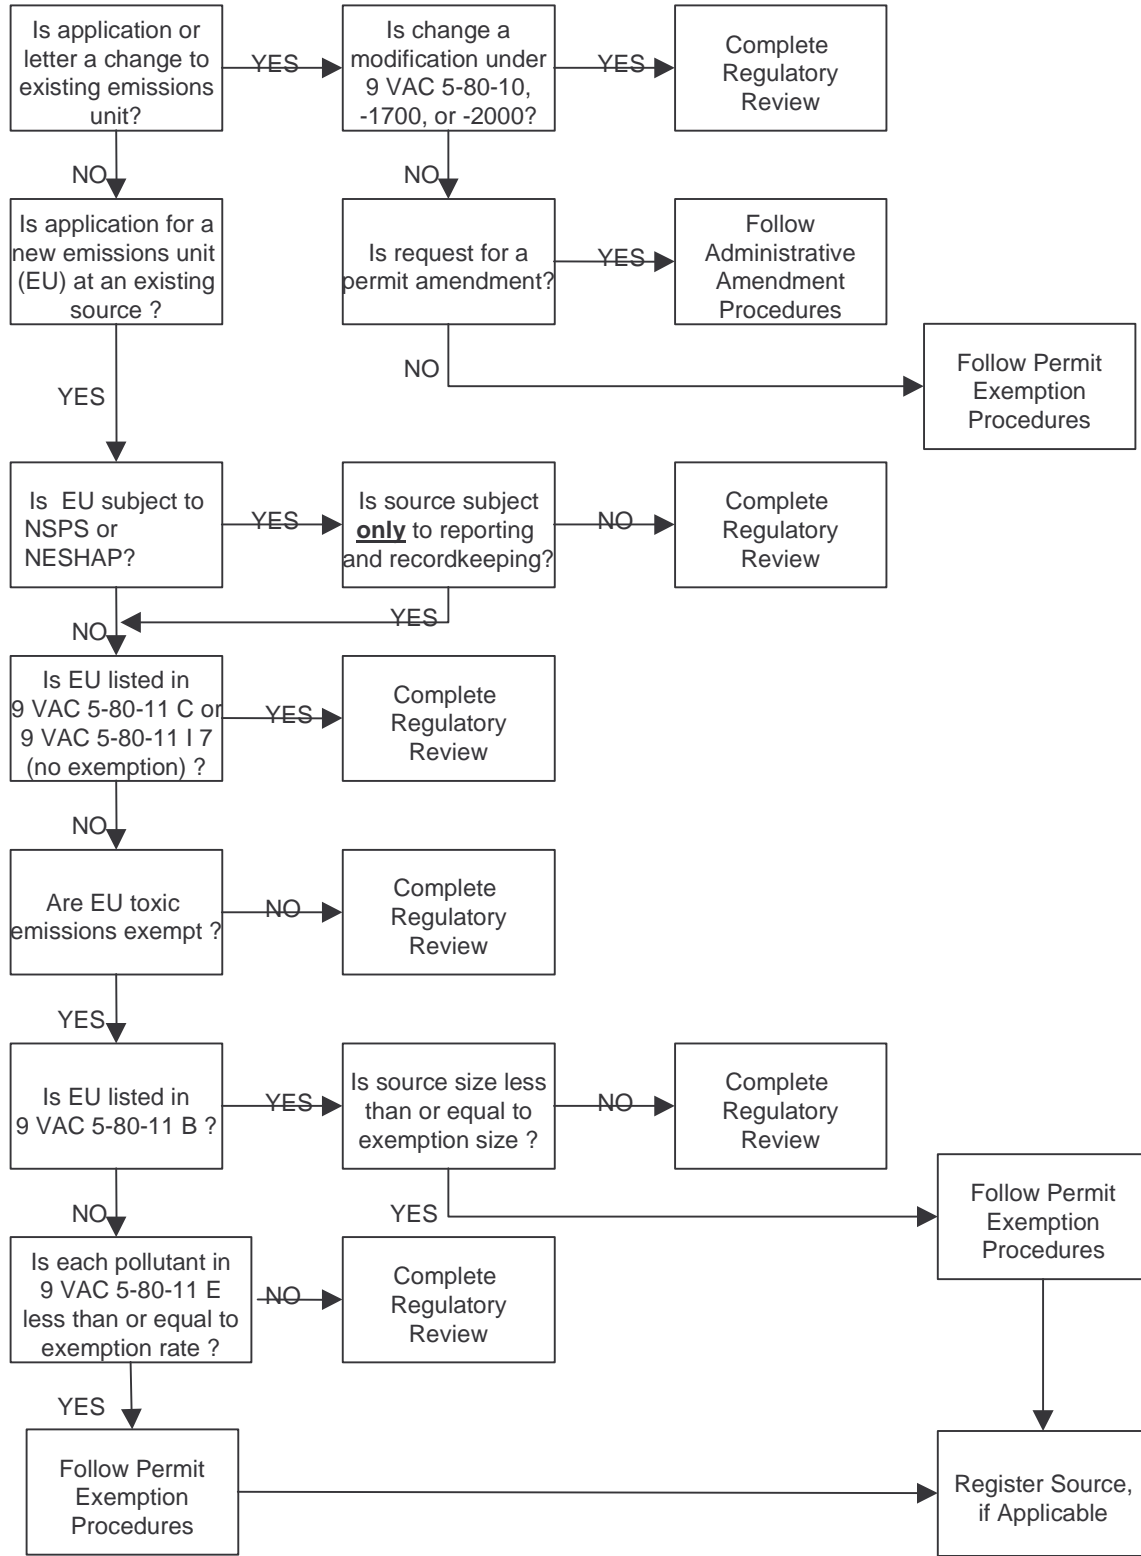 Is application or
letter a change to
existing emissions
unit?
YES
Is change a
modification under
9 VAC 5-80-10,
-1700, or -2000?
YES
Complete
Regulatory
Review
NO
NO
Is application for a
new emissions unit
(EU) at an existing
source ?
Is request for a
permit amendment?
YES
Follow
Administrative
Amendment
Procedures
NO
Follow Permit
Exemption
Procedures
YES
Is EU subject to
NSPS or
NESHAP?
YES
Is source subject
only to reporting
and recordkeeping?
NO
Complete
Regulatory
Review
YES
NO
Is EU listed in
9 VAC 5-80-11 C or
9 VAC 5-80-11 I 7
(no exemption) ?
YES
Complete
Regulatory
Review
NO
Are EU toxic
emissions exempt ?
NO
Complete
Regulatory
Review
YES
Is EU listed in
9 VAC 5-80-11 B ?
YES
Is source size less
than or equal to
exemption size ?
NO
Complete
Regulatory
Review
NO
YES
Follow Permit
Exemption
Procedures
Is each pollutant in
9 VAC 5-80-11 E
less than or equal to
exemption rate ?
NO
Complete
Regulatory
Review
YES
Follow Permit
Exemption
Procedures
Register Source,
if Applicable